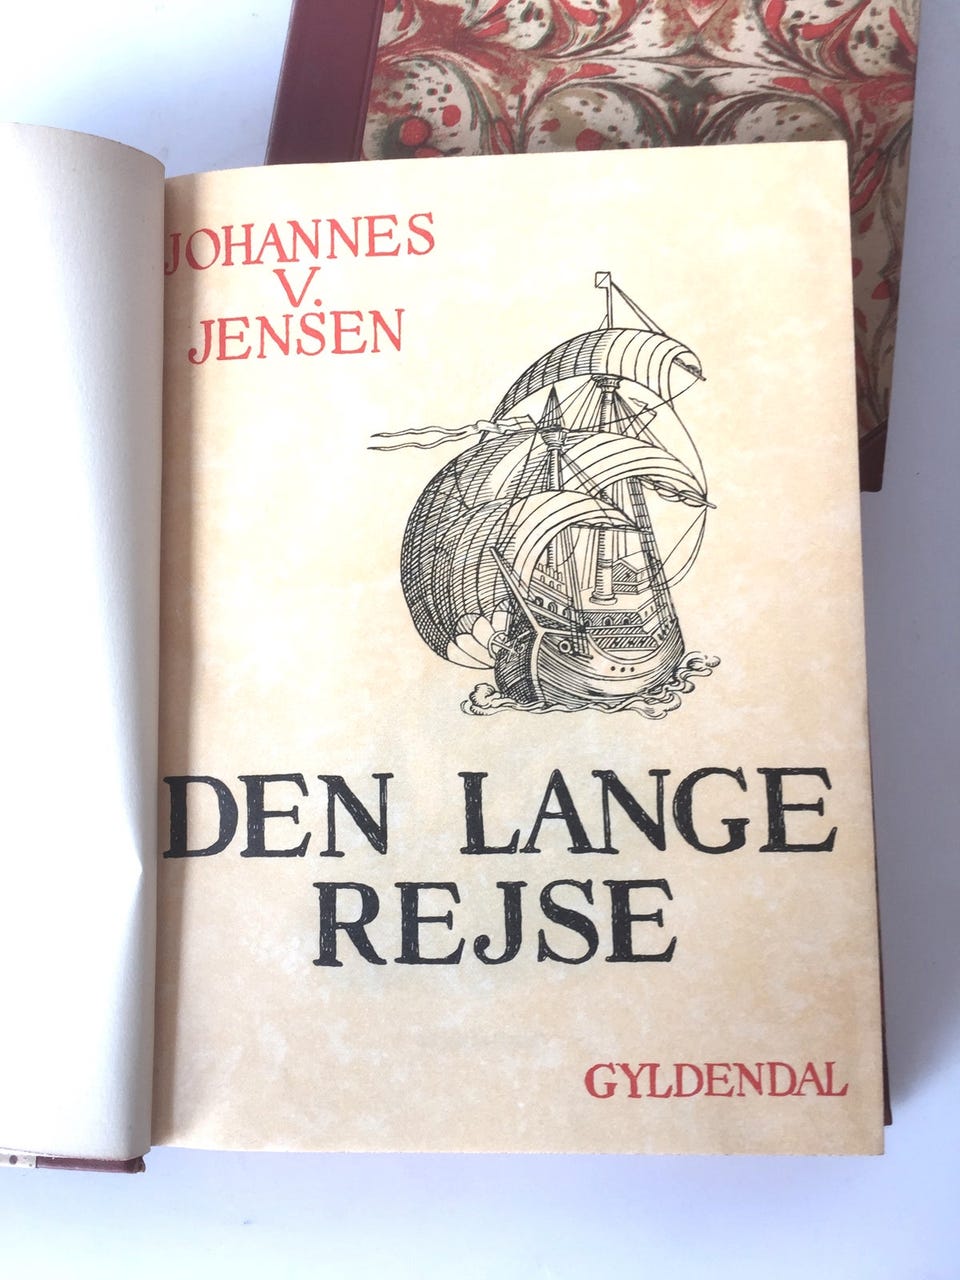 JOHANNES
V.
JENSEN
DEN LANGE
REJSE
GYLDENDAL